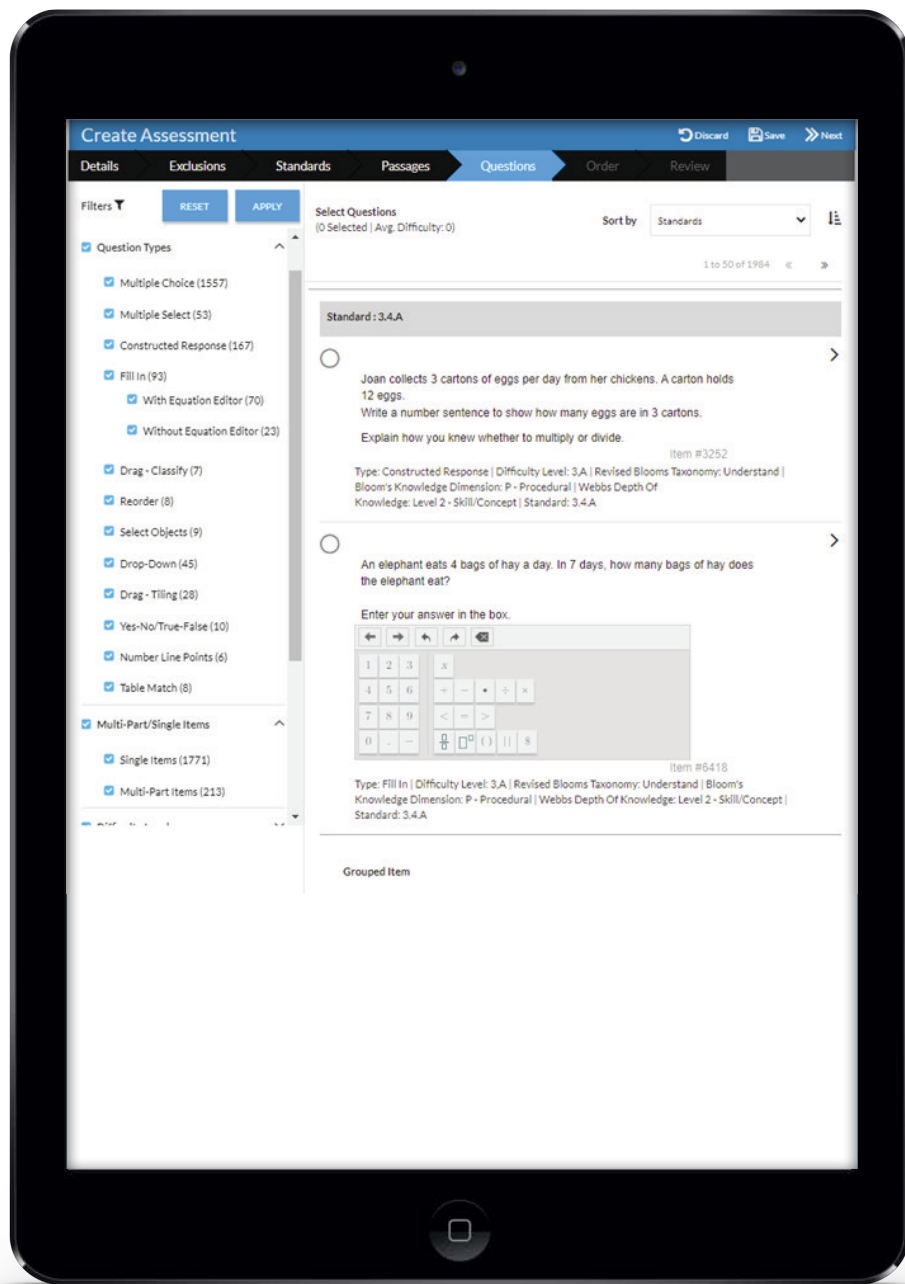 Create Assessment
Discard Save Next
Details Exclusions Standards Passages Questions Order Review
Filters RESET APPLY
Question Types
Multiple Choice (1557)
Multiple Select (53)
Constructed Response (167)
Fill In (93)
With Equation Editor (70)
Without Equation Editor (23)
Drag - Classify (7)
Reorder (8)
Select Objects (9)
Drop-Down (45)
Drag - Tiling (28)
Yes-No/True-False (10)
Number Line Points (6)
Table Match (8)
Multi-Part/Single Items
Single Items (1771)
Multi-Part Items (213)
Select Questions
(0 Selected | Avg. Difficulty: 0)
Sort by Standards
1 to 50 of 1984 « »
Standard : 3.4.A
Joan collects 3 cartons of eggs per day from her chickens. A carton holds
12 eggs.
Write a number sentence to show how many eggs are in 3 cartons.
Explain how you knew whether to multiply or divide.
Item #3252
Type: Constructed Response | Difficulty Level: 3,A | Revised Blooms Taxonomy: Understand |
Bloom's Knowledge Dimension: P - Procedural | Webbs Depth Of
Knowledge: Level 2 - Skill/Concept | Standard: 3.4.A
An elephant eats 4 bags of hay a day. In 7 days, how many bags of hay does
the elephant eat?
Enter your answer in the box.
1 2 3 x
4 5 6 + − • ÷ ×
7 8 9 < = >
0 . − () || $
Item #6418
Type: Fill In | Difficulty Level: 3,A | Revised Blooms Taxonomy: Understand | Bloom's
Knowledge Dimension: P - Procedural | Webbs Depth Of Knowledge: Level 2 - Skill/Concept |
Standard: 3.4.A
Grouped Item